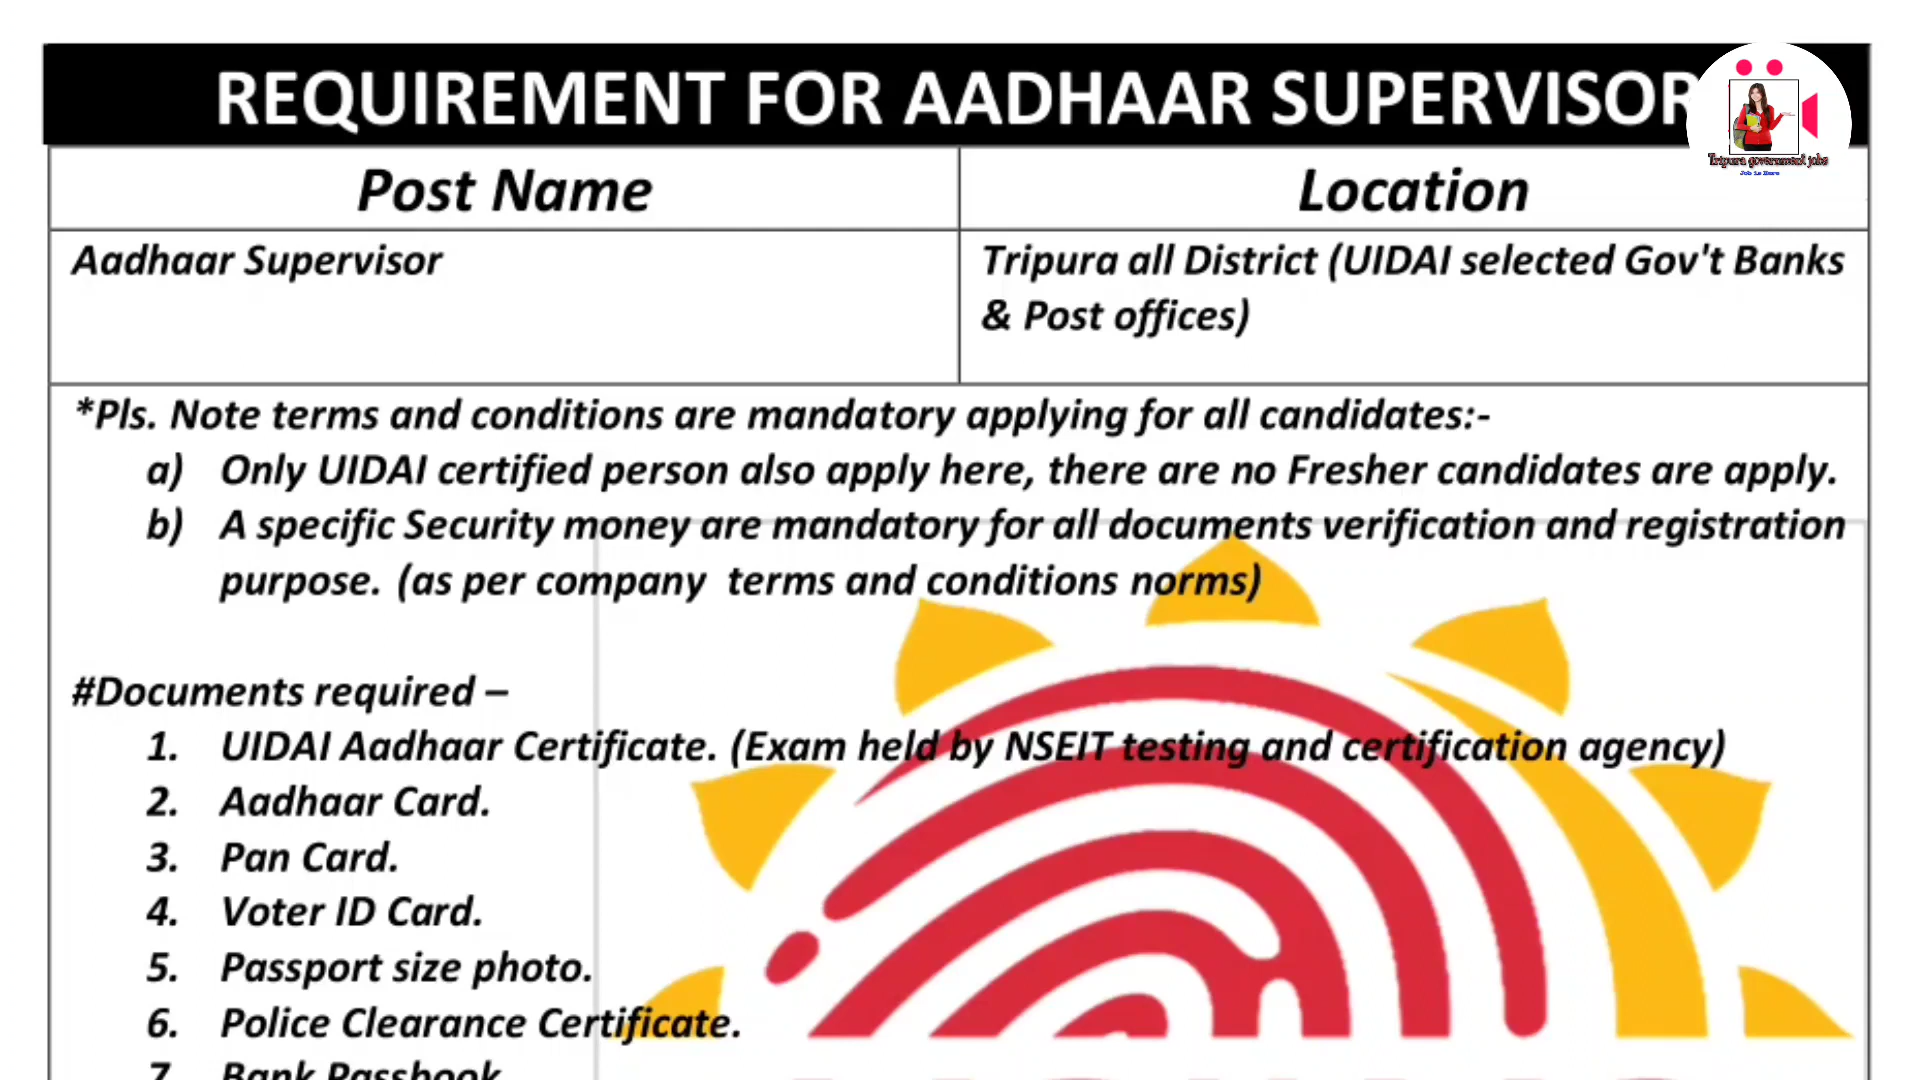 REQUIREMENT FOR AADHAAR SUPERVISOR
Tripura government jobs
Job is Here
Post Name
Location
Aadhaar Supervisor
Tripura all District (UIDAI selected Gov't Banks
& Post offices)
*Pls. Note terms and conditions are mandatory applying for all candidates:-
a) Only UIDAI certified person also apply here, there are no Fresher candidates are apply.
b) A specific Security money are mandatory for all documents verification and registration
purpose. (as per company terms and conditions norms)
#Documents required –
1. UIDAI Aadhaar Certificate. (Exam held by NSEIT testing and certification agency)
2. Aadhaar Card.
3. Pan Card.
4. Voter ID Card.
5. Passport size photo.
6. Police Clearance Certificate.
7. Bank Passbook